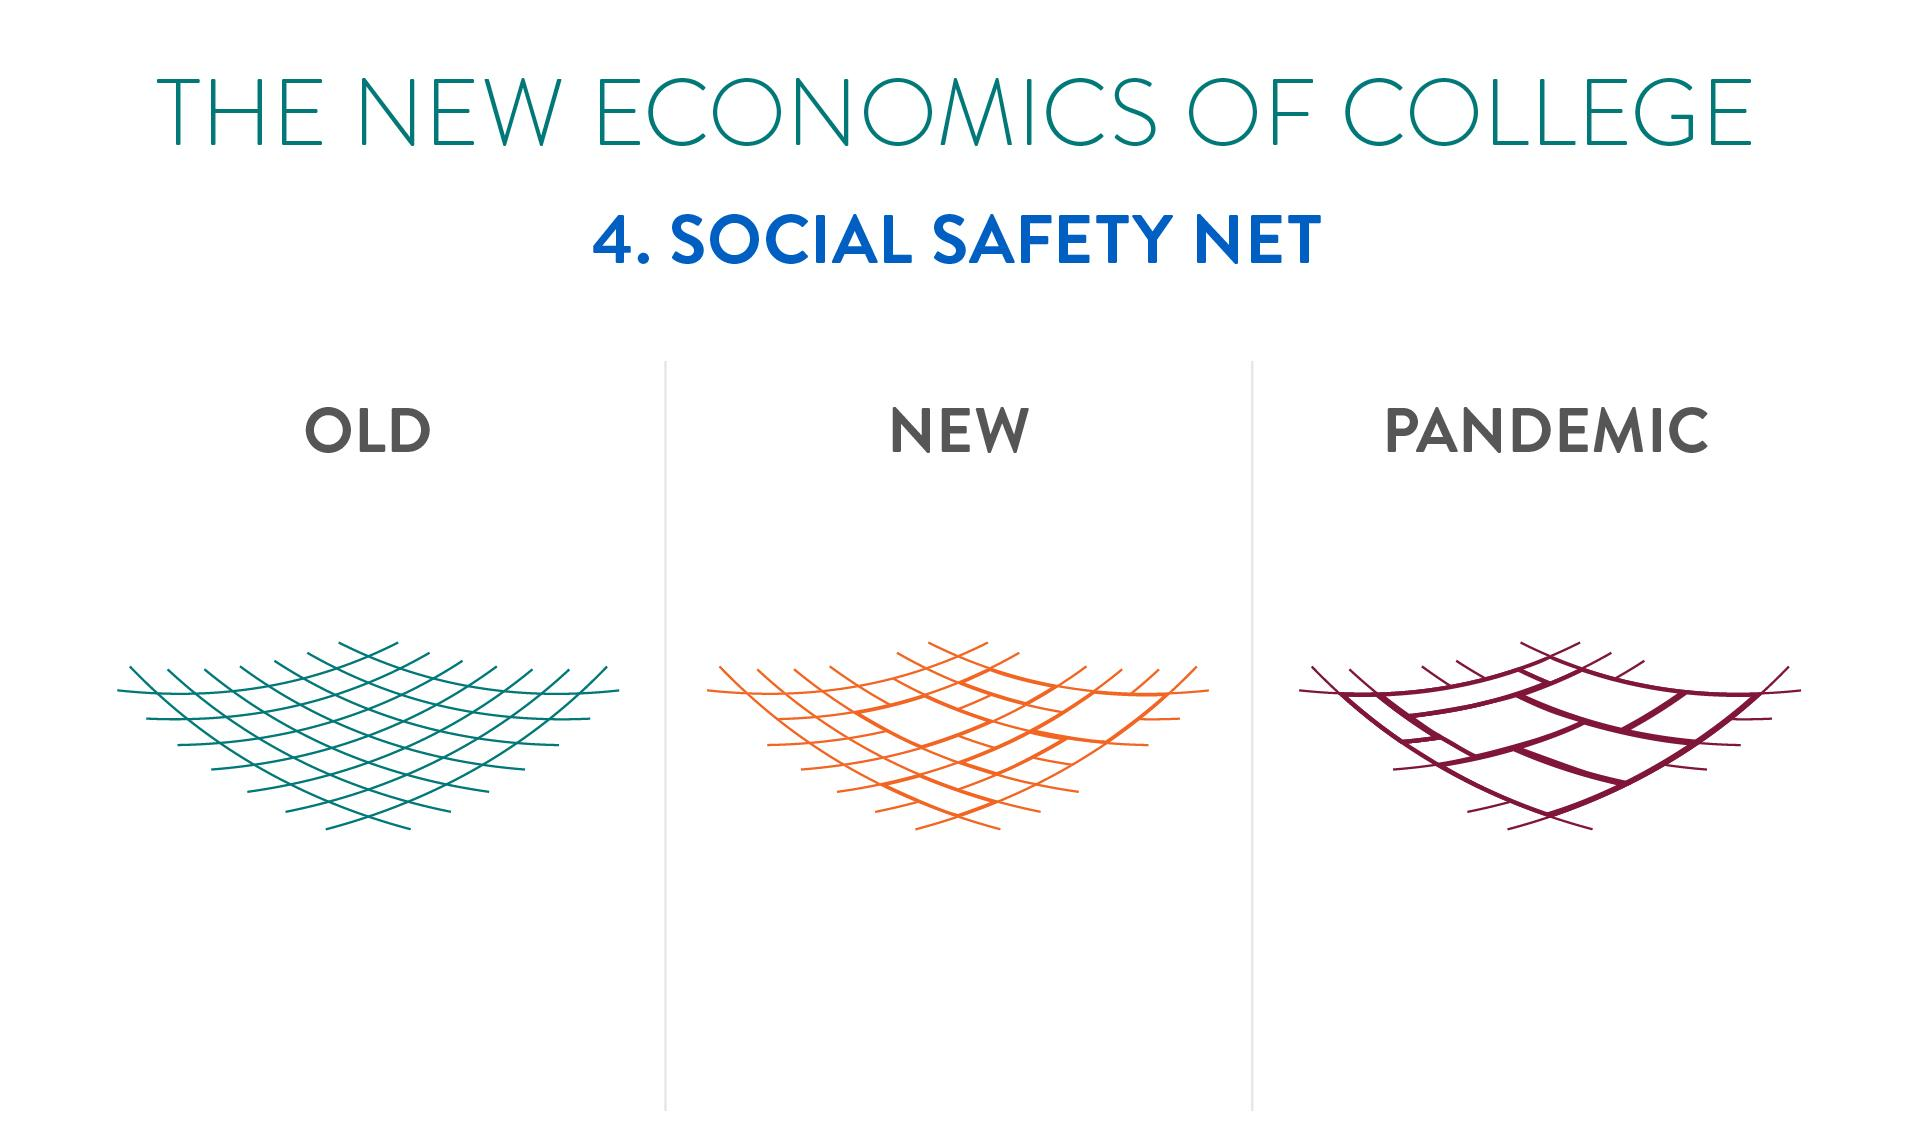 THE NEW ECONOMICS OF COLLEGE
4. SOCIAL SAFETY NET
OLD
NEW
PANDEMIC